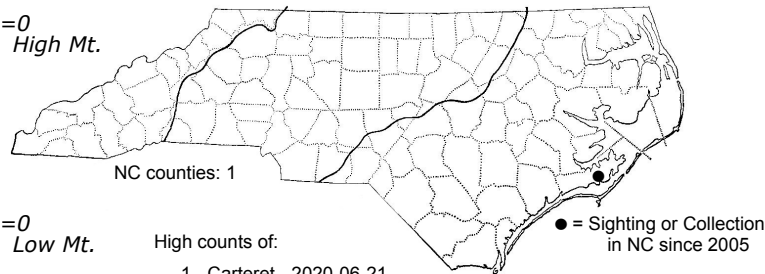 =0
High Mt.
NC counties: 1
=0
Low Mt.
High counts of:
1 - Carteret - 2020-06-21
● = Sighting or Collection
in NC since 2005